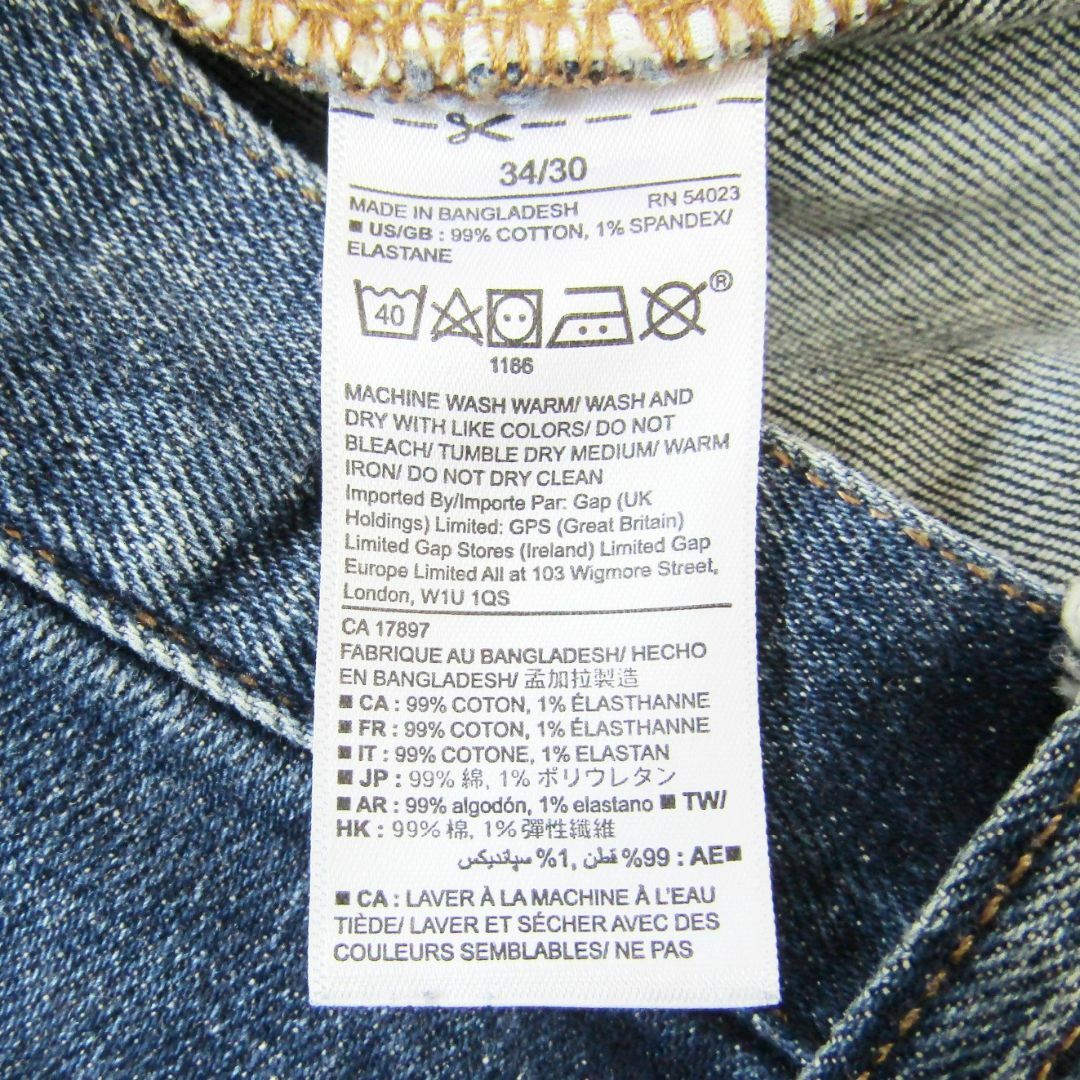 34/30
MADE IN BANGLADESH RN 54023
■ US/GB : 99% COTTON, 1% SPANDEX/
ELASTANE
40 ®
1186
MACHINE WASH WARM/ WASH AND
DRY WITH LIKE COLORS/ DO NOT
BLEACH/ TUMBLE DRY MEDIUM/ WARM
IRON/ DO NOT DRY CLEAN
Imported By/Importe Par: Gap (UK
Holdings) Limited: GPS (Great Britain)
Limited Gap Stores (Ireland) Limited Gap
Europe Limited All at 103 Wigmore Street,
London, W1U 1QS
CA 17897
FABRIQUE AU BANGLADESH/ HECHO
EN BANGLADESH/ 孟加拉製造
■ CA : 99% COTON, 1% ÉLASTHANNE
■ FR : 99% COTON, 1% ÉLASTHANNE
■ IT : 99% COTONE, 1% ELASTAN
■ JP : 99% 綿, 1% ポリウレタン
■ AR : 99% algodón, 1% elastano ■ TW/
HK : 99% 棉, 1% 彈性纖維
■AE : 99% قطن, 1% سپاندیکس
■ CA : LAVER À LA MACHINE À L'EAU
TIÈDE/ LAVER ET SÉCHER AVEC DES
COULEURS SEMBLABLES/ NE PAS